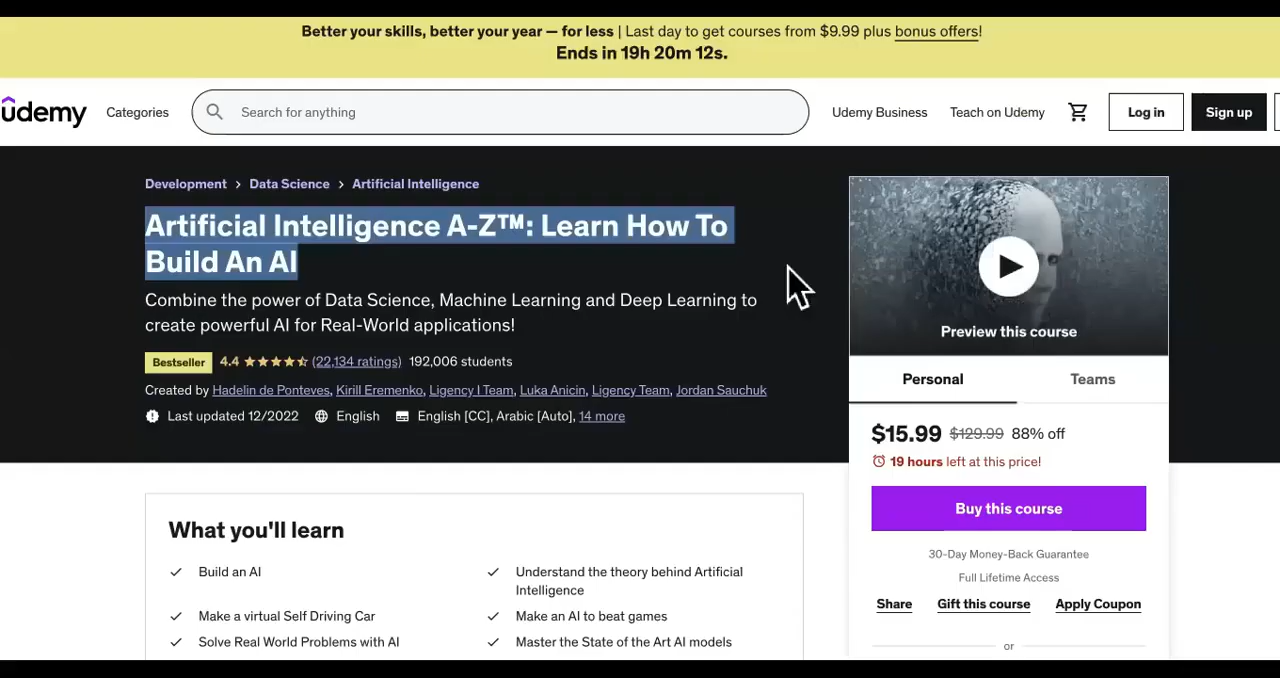 Better your skills, better your year — for less | Last day to get courses from $9.99 plus bonus offers!
Ends in 19h 20m 12s.
udemy
Categories
Search for anything
Udemy Business
Teach on Udemy
Log in
Sign up
Development > Data Science > Artificial Intelligence
Artificial Intelligence A-Z™: Learn How To
Build An AI
Combine the power of Data Science, Machine Learning and Deep Learning to
create powerful AI for Real-World applications!
Bestseller 4.4 (22,134 ratings) 192,006 students
Created by Hadelin de Ponteves, Kirill Eremenko, Ligency I Team, Luka Anicin, Ligency Team, Jordan Sauchuk
Last updated 12/2022 English English [CC], Arabic [Auto], 14 more
Preview this course
Personal
Teams
$15.99 $129.99 88% off
19 hours left at this price!
Buy this course
30-Day Money-Back Guarantee
Full Lifetime Access
Share
Gift this course
Apply Coupon
or
What you'll learn
Build an AI
Understand the theory behind Artificial
Intelligence
Make a virtual Self Driving Car
Make an AI to beat games
Solve Real World Problems with AI
Master the State of the Art AI models